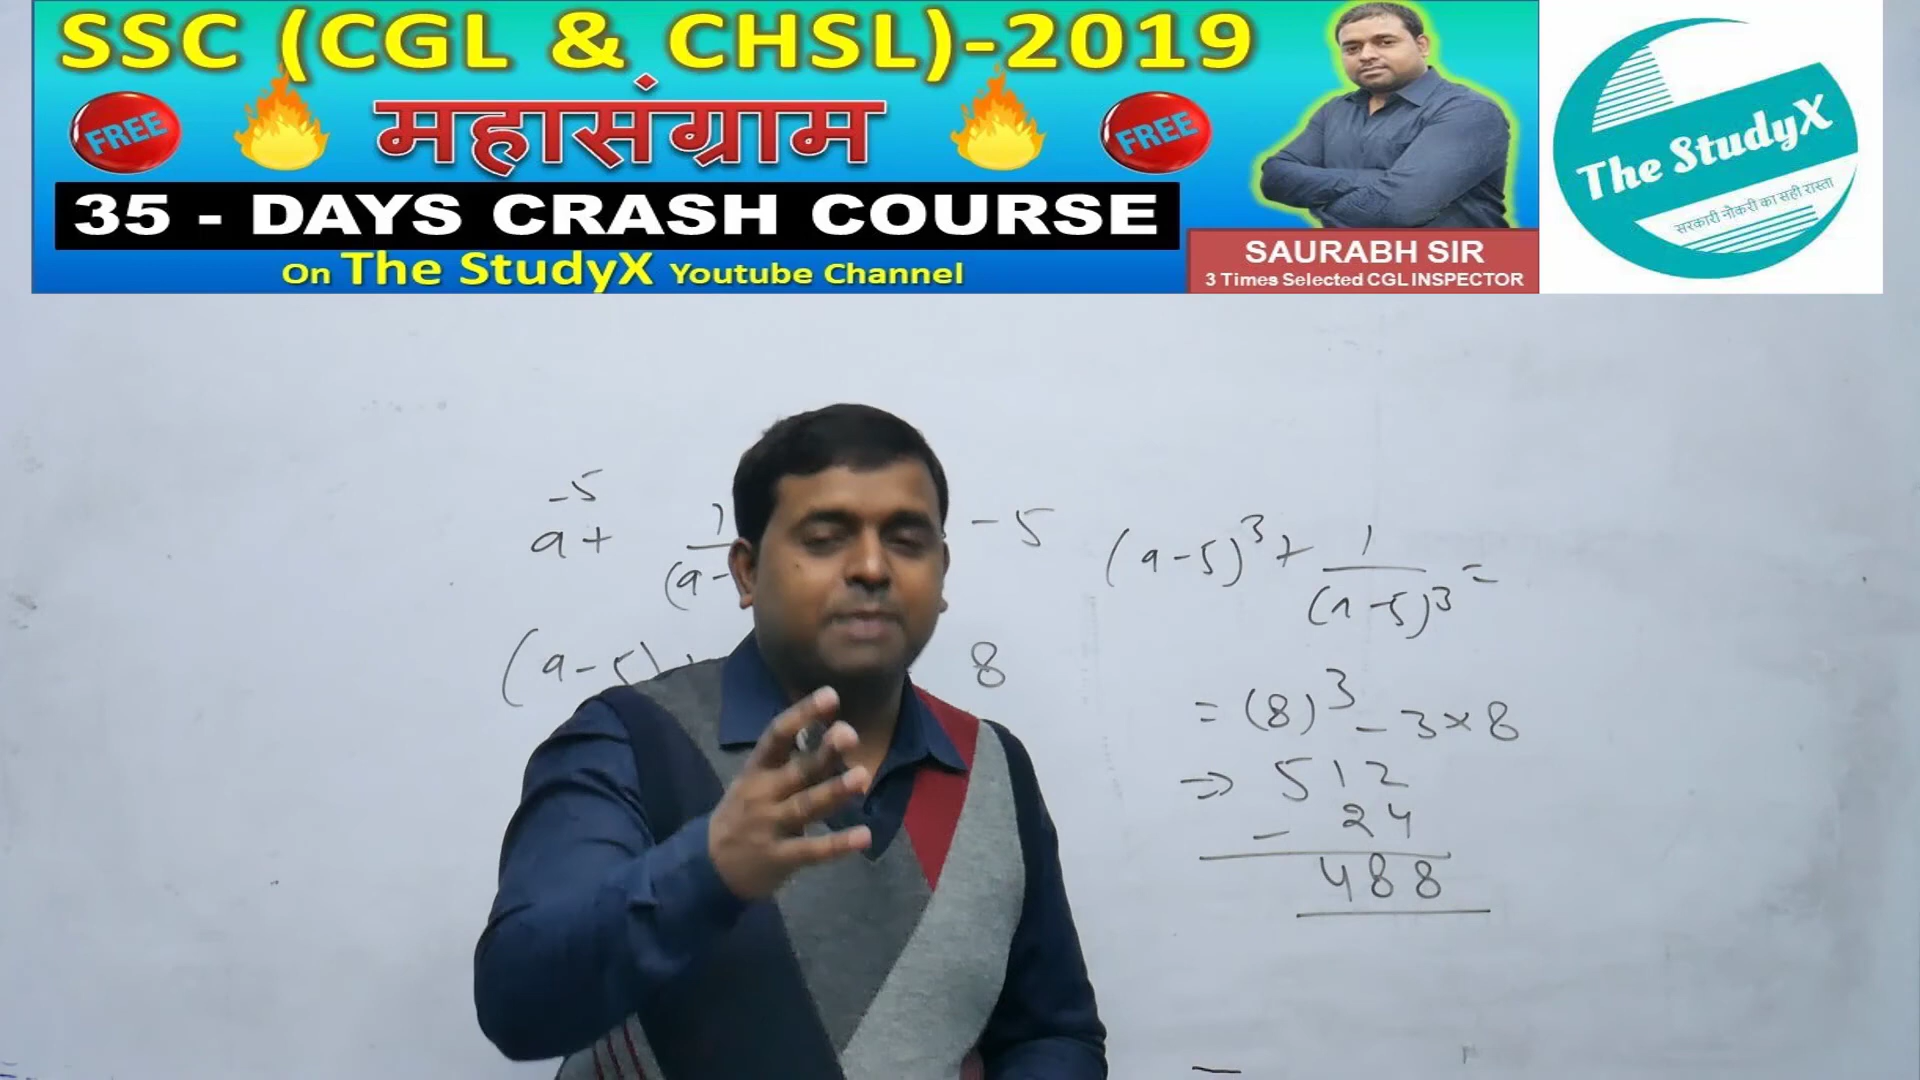 SSC (CGL & CHSL)-2019
FREE महासंग्राम FREE
35 - DAYS CRASH COURSE
On The StudyX Youtube Channel
SAURABH SIR
3 Times Selected CGL INSPECTOR
The StudyX
सरकारी नौकरी का सही रास्ता
-5
a + 1/(a- -5
(a-5) 8
(a-5)³ + 1/(a-5)³ =
= (8)³ - 3×8
⇒ 512
- 24
488